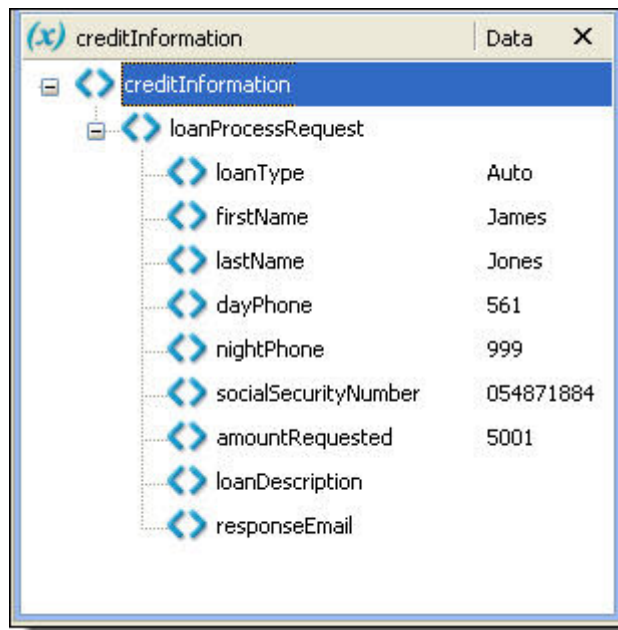 (x) creditInformation Data X
creditInformation
loanProcessRequest
loanType Auto
firstName James
lastName Jones
dayPhone 561
nightPhone 999
socialSecurityNumber 054871884
amountRequested 5001
loanDescription
responseEmail